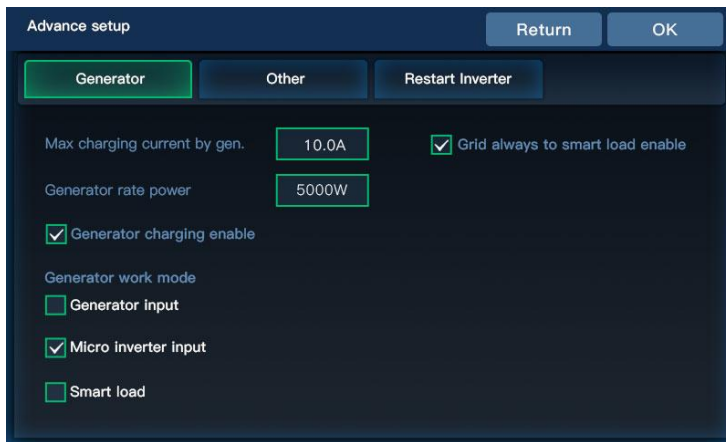 Advance setup
Return
OK
Generator
Other
Restart Inverter
Max charging current by gen.
10.0A
Grid always to smart load enable
Generator rate power
5000W
Generator charging enable
Generator work mode
Generator input
Micro inverter input
Smart load